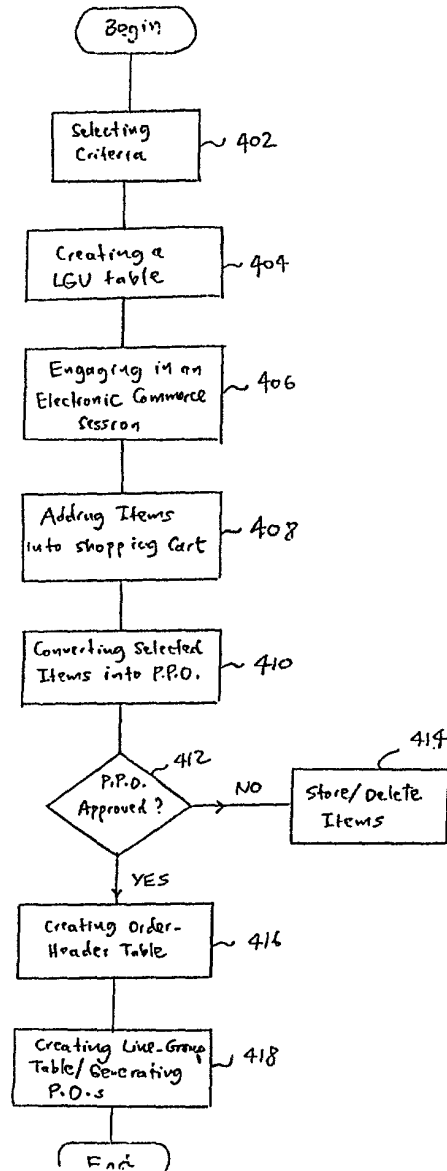 Begin
Selecting
Criteria
402
Creating a
LGU table
404
Engaging in an
Electronic Commerce
Session
406
Adding Items
into shopping Cart
408
Converting Selected
Items into P.P.O.
410
412
P.P.O.
Approved ?
NO
414
Store/Delete
Items
YES
Creating Order-
Header Table
416
Creating Line-Group
Table/Generating
P.O.s
418
End